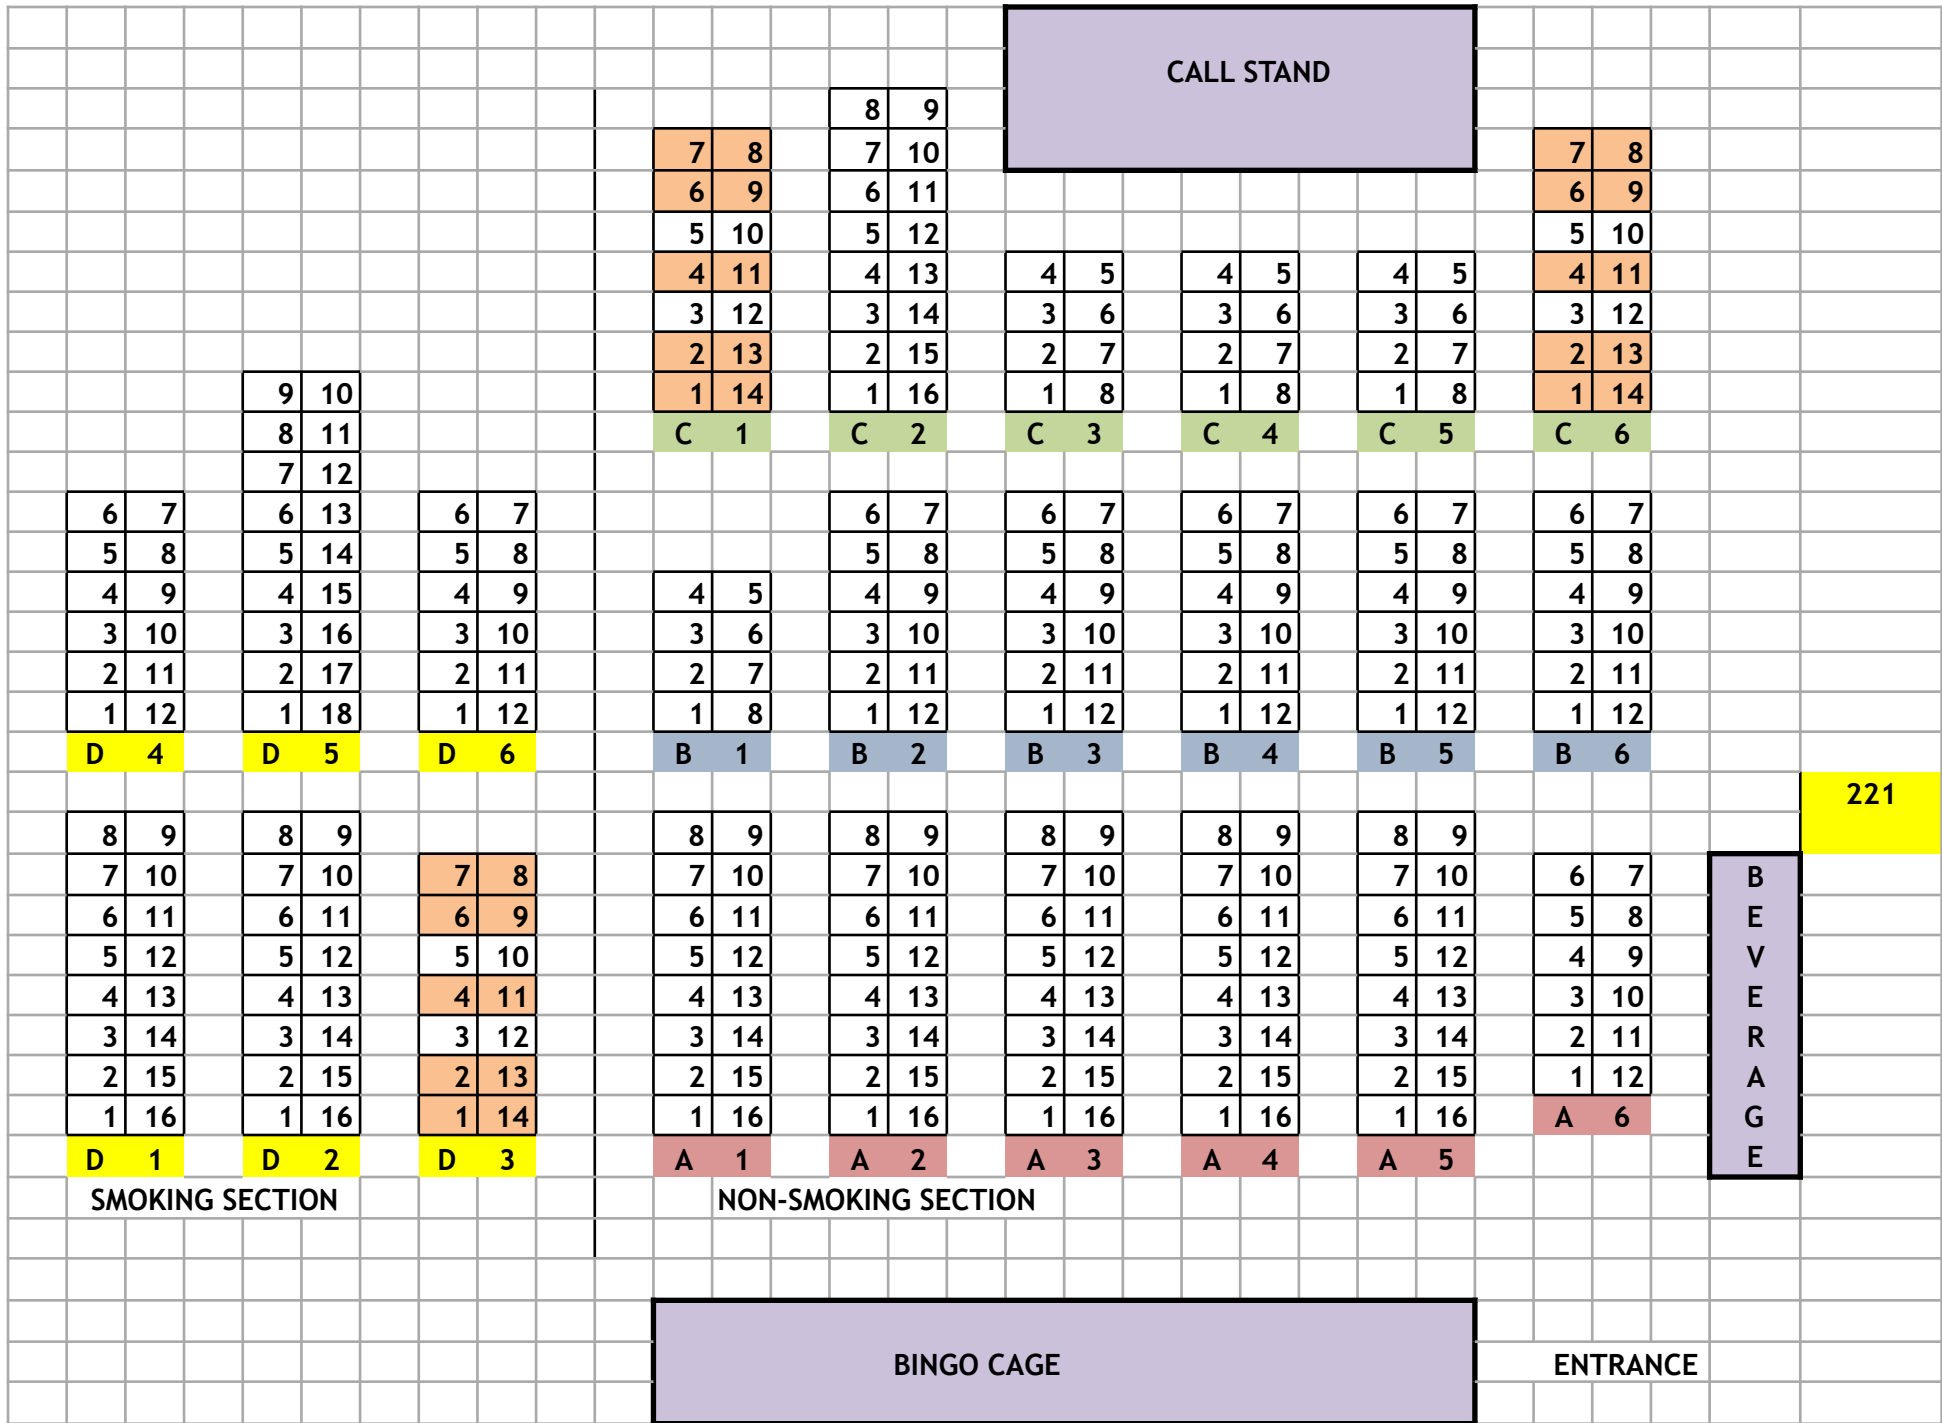 CALL STAND
8 9
7 8 7 10 7 8
6 9 6 11 6 9
5 10 5 12 5 10
4 11 4 13 4 5 4 5 4 5 4 11
3 12 3 14 3 6 3 6 3 6 3 12
2 13 2 15 2 7 2 7 2 7 2 13
9 10 1 14 1 16 1 8 1 8 1 8 1 14
8 11 C 1 C 2 C 3 C 4 C 5 C 6
7 12
6 7 6 13 6 7 6 7 6 7 6 7 6 7 6 7
5 8 5 14 5 8 5 8 5 8 5 8 5 8 5 8
4 9 4 15 4 9 4 5 4 9 4 9 4 9 4 9 4 9
3 10 3 16 3 10 3 6 3 10 3 10 3 10 3 10 3 10
2 11 2 17 2 11 2 7 2 11 2 11 2 11 2 11 2 11
1 12 1 18 1 12 1 8 1 12 1 12 1 12 1 12 1 12
D 4 D 5 D 6 B 1 B 2 B 3 B 4 B 5 B 6
221
8 9 8 9 8 9 8 9 8 9 8 9 8 9
7 10 7 10 7 8 7 10 7 10 7 10 7 10 7 10 6 7 B
6 11 6 11 6 9 6 11 6 11 6 11 6 11 6 11 5 8 E
5 12 5 12 5 10 5 12 5 12 5 12 5 12 5 12 4 9 V
4 13 4 13 4 11 4 13 4 13 4 13 4 13 4 13 3 10 E
3 14 3 14 3 12 3 14 3 14 3 14 3 14 3 14 2 11 R
2 15 2 15 2 13 2 15 2 15 2 15 2 15 2 15 1 12 A
1 16 1 16 1 14 1 16 1 16 1 16 1 16 1 16 A 6 G
D 1 D 2 D 3 A 1 A 2 A 3 A 4 A 5 E
SMOKING SECTION NON-SMOKING SECTION
BINGO CAGE ENTRANCE